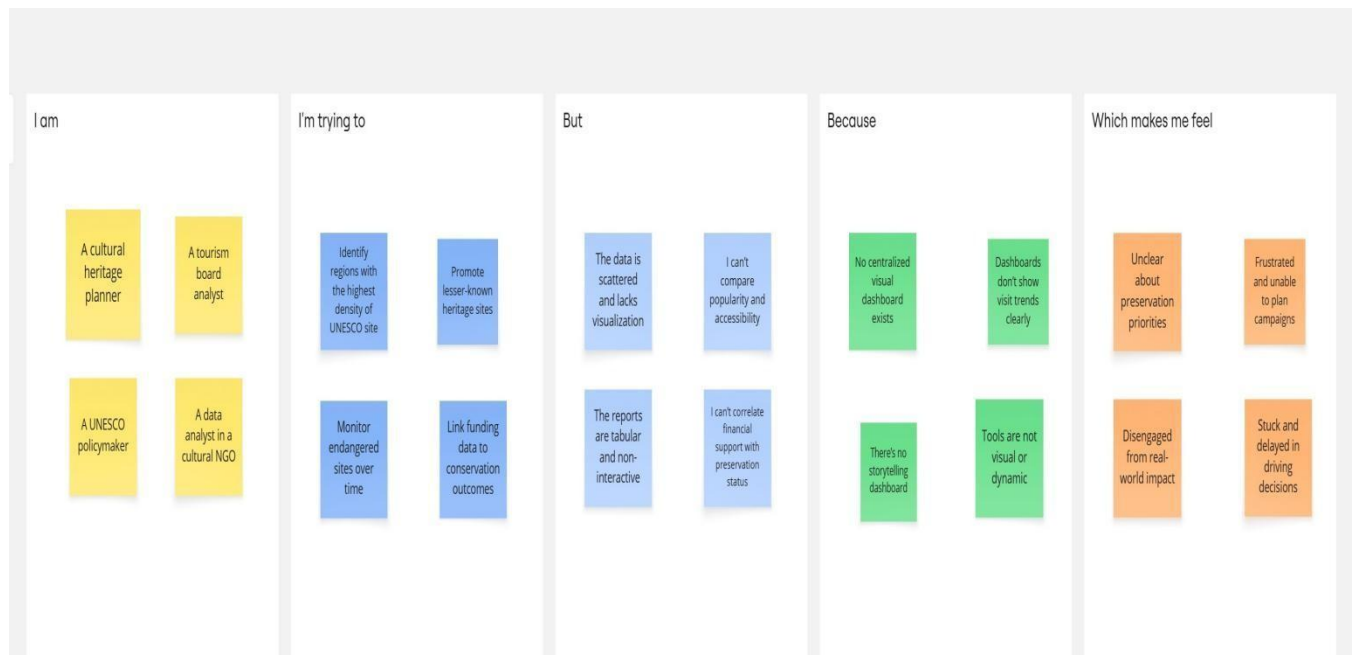 I am
A cultural
heritage
planner
A tourism
board
analyst
A UNESCO
policymaker
A data
analyst in a
cultural NGO
I'm trying to
Identify
regions with
the highest
density of
UNESCO site
Promote
lesser-known
heritage sites
Monitor
endangered
sites over
time
Link funding
data to
conservation
outcomes
But
The data is
scattered
and lacks
visualization
I can't
compare
popularity and
accessibility
The reports
are tabular
and non-
interactive
I can't correlate
financial
support with
preservation
status
Because
No centralized
visual
dashboard
exists
Dashboards
don't show
visit trends
clearly
There's no
storytelling
dashboard
Tools are not
visual or
dynamic
Which makes me feel
Unclear
about
preservation
priorities
Frustrated
and unable
to plan
campaigns
Disengaged
from real-
world impact
Stuck and
delayed in
driving
decisions